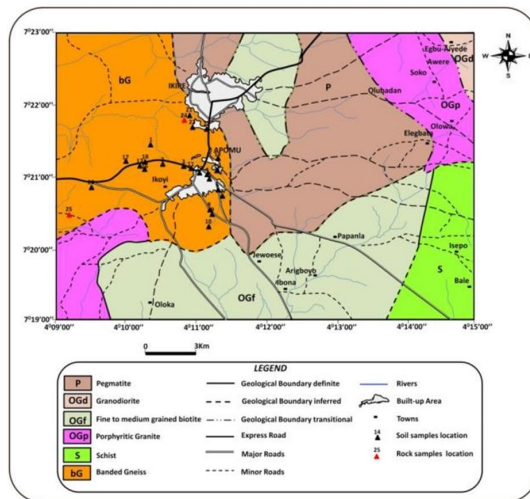 7°23'00''
7°22'00''
7°21'00''
7°20'00''
7°19'00''
4°09'00''
4°10'00''
4°11'00''
4°12'00''
4°13'00''
4°14'00''
4°15'00''
N
W
E
S
bG
IKIRE
P
Egbu-Aiyede
OGd
Awere
Soko
Olubadan
OGp
Olowa
Elegbala
APOMU
Ikoyi
25
10
Papanla
Jewoese
Arigboyo
Ibona
Isepo
S
Bale
Oloka
OGf
0
3Km
LEGEND
P Pegmatite
OGd Granodiorite
OGf Fine to medium grained biotite
OGp Porphyritic Granite
S Schist
bG Banded Gneiss
Geological Boundary definite
Geological Boundary inferred
Geological Boundary transitional
Express Road
Major Roads
Minor Roads
Rivers
Built-up Area
Towns
14 Soil samples location
25 Rock samples location